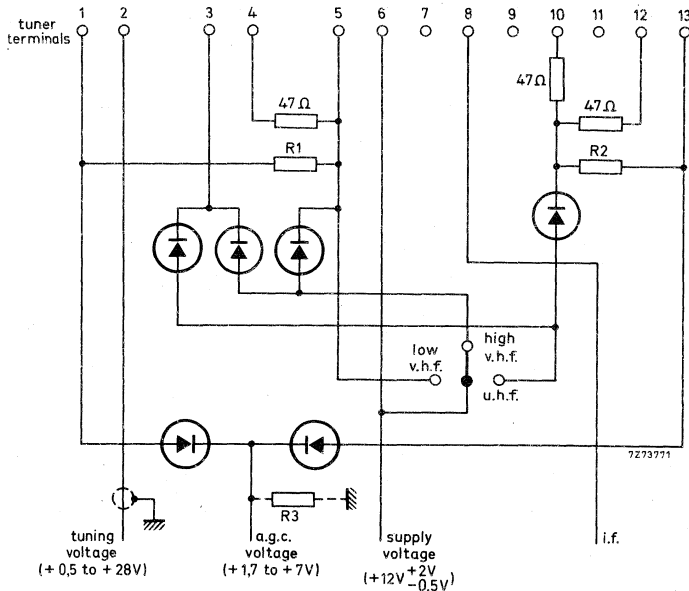 tuner terminals
1 2 3 4 5 6 7 8 9 10 11 12 13
47Ω
47Ω
47Ω
R1
R2
low v.h.f.
high v.h.f.
u.h.f.
7Z73771
R3
tuning voltage
(+0,5 to +28V)
a.g.c. voltage
(+1,7 to +7V)
supply voltage
(+12V +2V -0.5V)
i.f.